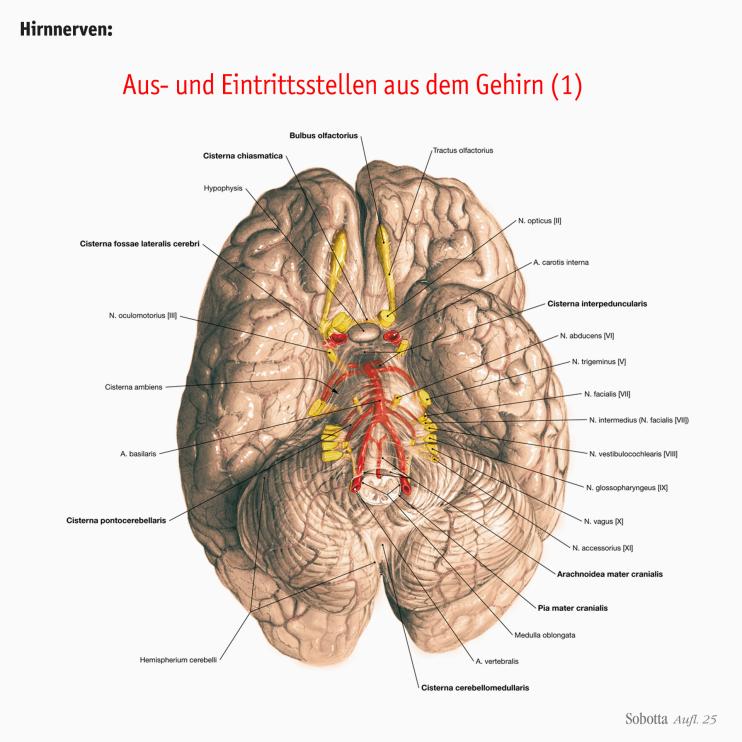 Hirnnerven:
Aus- und Eintrittsstellen aus dem Gehirn (1)
Bulbus olfactorius
Cisterna chiasmatica
Tractus olfactorius
Hypophysis
N. opticus [II]
Cisterna fossae lateralis cerebri
A. carotis interna
Cisterna interpeduncularis
N. oculomotorius [III]
N. abducens [VI]
N. trigeminus [V]
Cisterna ambiens
N. facialis [VII]
N. intermedius (N. facialis [VII])
A. basilaris
N. vestibulocochlearis [VIII]
N. glossopharyngeus [IX]
Cisterna pontocerebellaris
N. vagus [X]
N. accessorius [XI]
Arachnoidea mater cranialis
Pia mater cranialis
Medulla oblongata
Hemispherium cerebelli
A. vertebralis
Cisterna cerebellomedullaris
Sobotta Aufl. 25